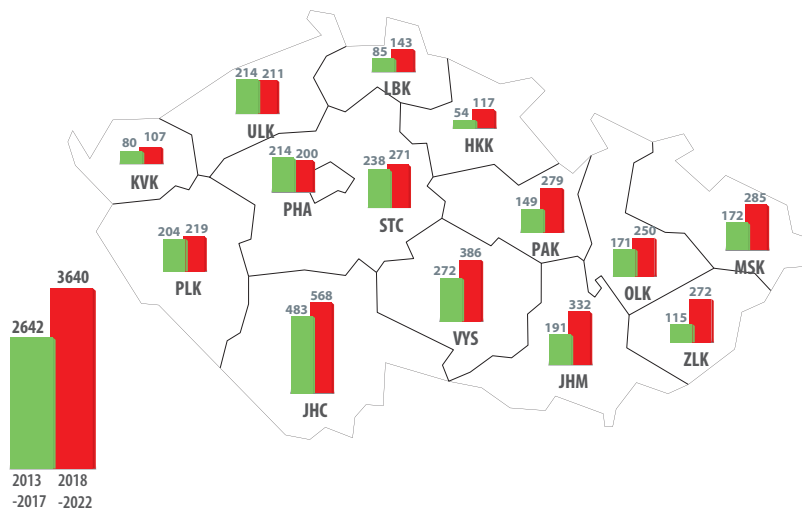 85 143
LBK
214 211
ULK
54 117
HKK
80 107
KVK
214 200
PHA
238 271
STC
149 279
PAK
172 285
MSK
171 250
OLK
204 219
PLK
272 386
VYS
115 272
ZLK
483 568
JHC
191 332
JHM
2642 3640
2013 2018
-2017 -2022